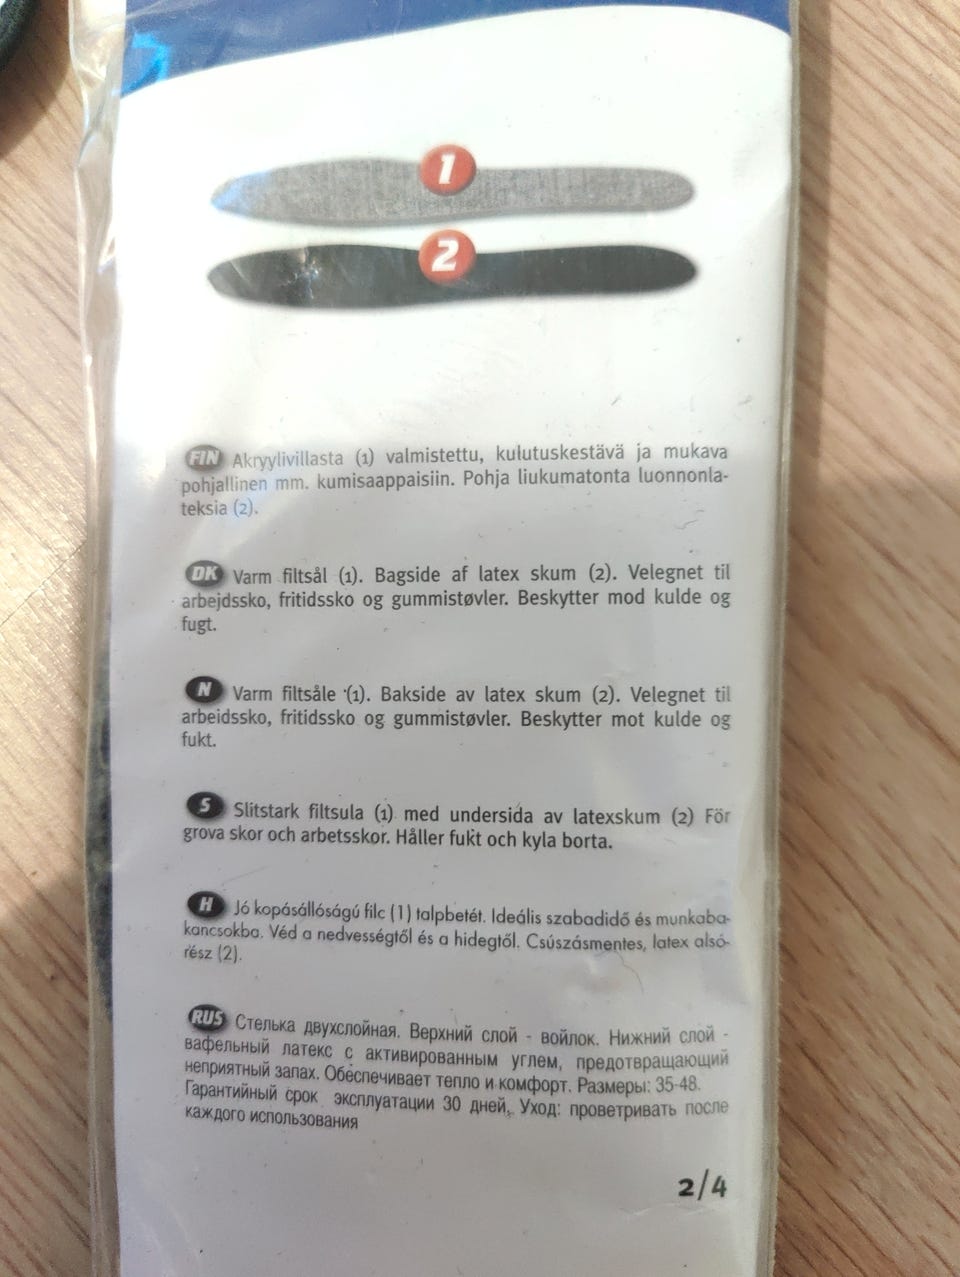 1
2
FIN Akryylivillasta (1) valmistettu, kulutuskestävä ja mukava
pohjallinen mm. kumisaappaisiin. Pohja liukumatonta luonnonla-
teksia (2).
DK Varm filtsål (1). Bagside af latex skum (2). Velegnet til
arbejdssko, fritidssko og gummistøvler. Beskytter mod kulde og
fugt.
N Varm filtsåle (1). Bakside av latex skum (2). Velegnet til
arbeidssko, fritidssko og gummistøvler. Beskytter mot kulde og
fukt.
S Slitstark filtsula (1) med undersida av latexskum (2) För
grova skor och arbetsskor. Håller fukt och kyla borta.
H Jó kopásállóságú filc (1) talpbetét. Ideális szabadidő és munkaba-
kancsokba. Véd a nedvességtől és a hidegtől. Csúszásmentes, latex alsó-
rész (2).
RUS Стелька двухслойная. Верхний слой - войлок. Нижний слой -
вафельный латекс с активированным углем, предотвращающий
неприятный запах. Обеспечивает тепло и комфорт. Размеры: 35-48.
Гарантийный срок эксплуатации 30 дней. Уход: проветривать после
каждого использования
2/4